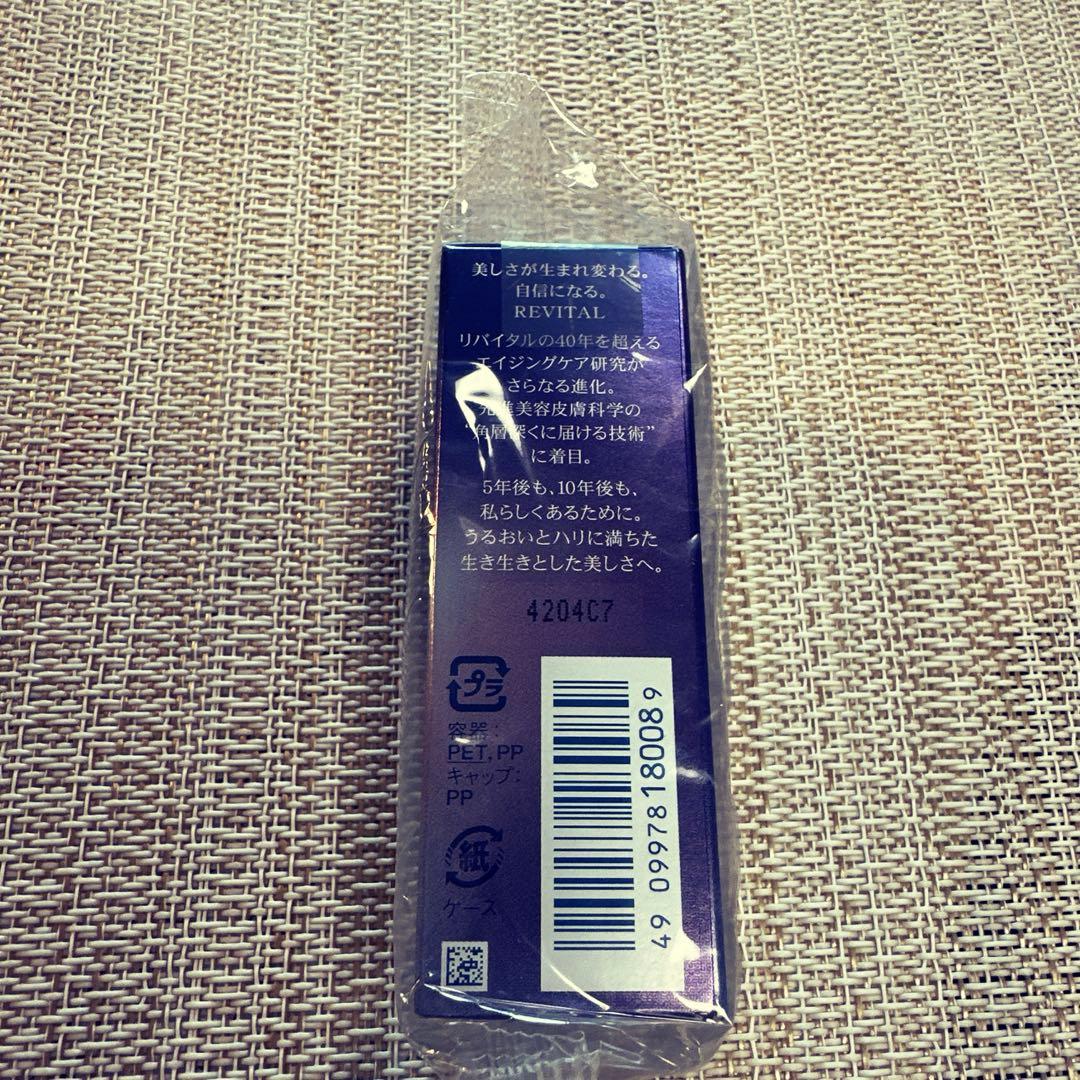 美しさが生まれ変わる。
自信になる。
REVITAL
リバイタルの40年を超える
エイジングケア研究が
さらなる進化。
先進美容皮膚科学の
“角層深くに届ける技術”
に着目。
5年後も、10年後も、
私らしくあるために。
うるおいとハリに満ちた
生き生きとした美しさへ。
4204C7
プラ
容器:
PET, PP
キャップ:
PP
紙
ケース
49 09978 180089